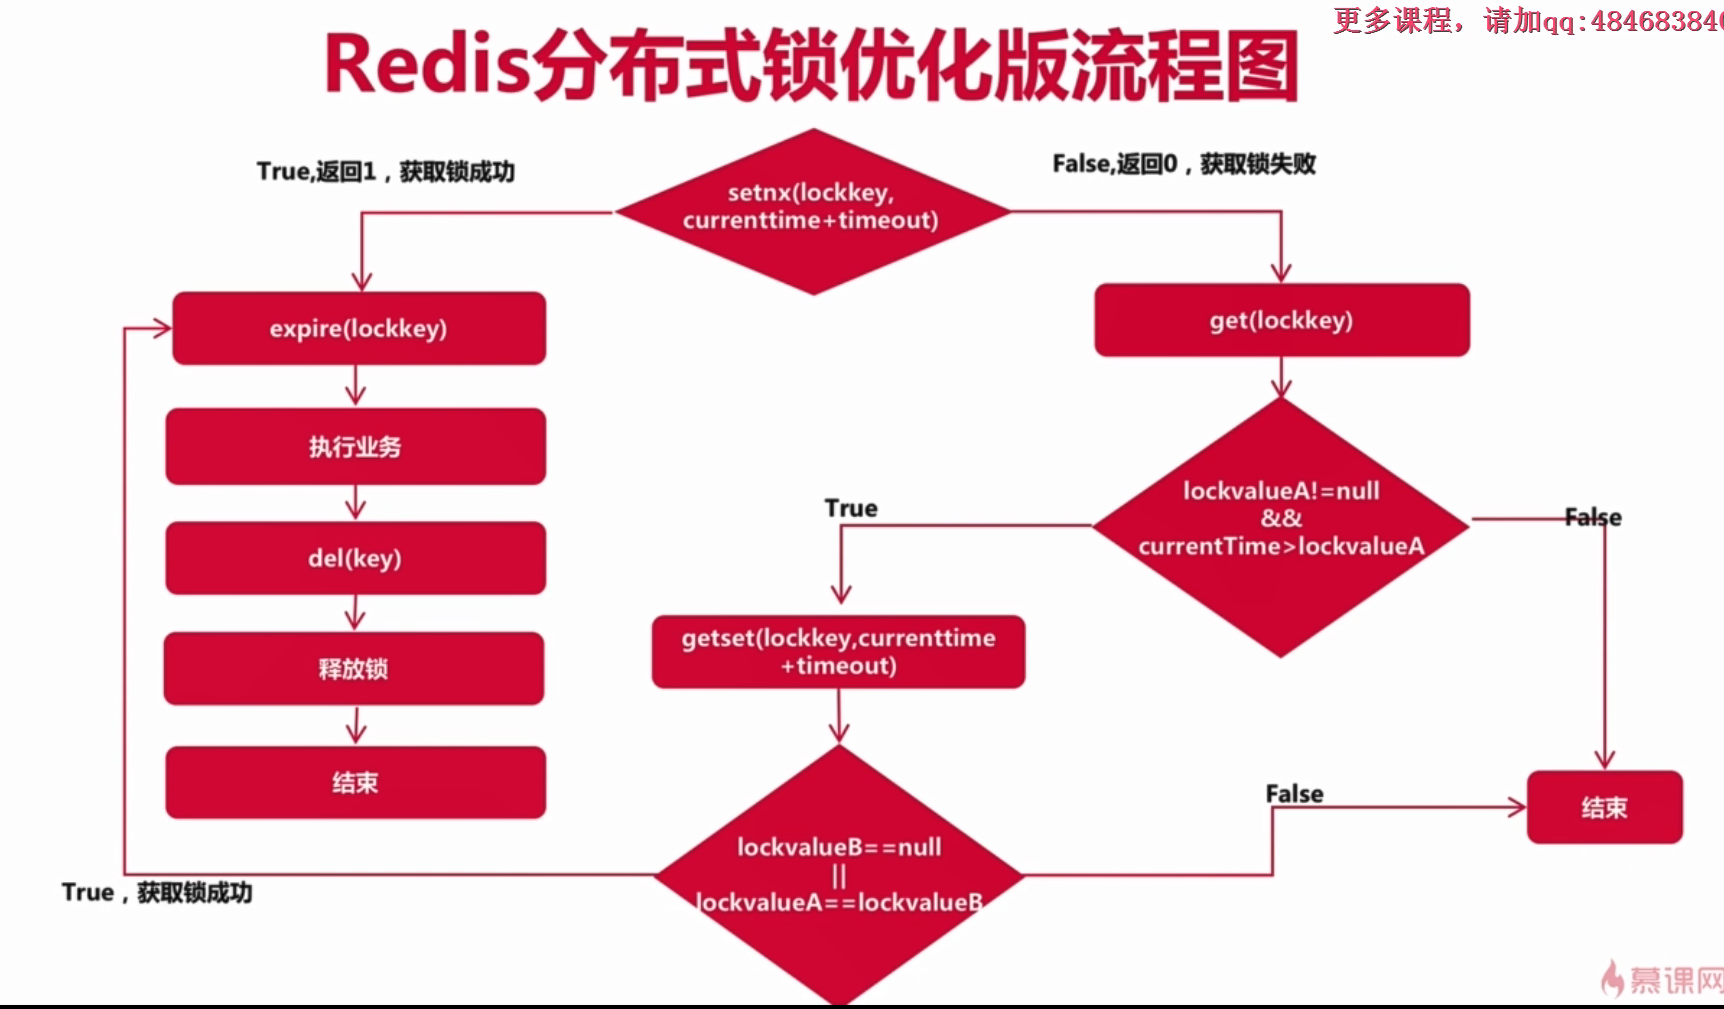 更多课程，请加qq:484683840
Redis分布式锁优化版流程图
True,返回1，获取锁成功
False,返回0，获取锁失败
setnx(lockkey,
currenttime+timeout)
expire(lockkey)
get(lockkey)
执行业务
lockvalueA!=null
&&
currentTime>lockvalueA
True
False
del(key)
getset(lockkey,currenttime
+timeout)
释放锁
结束
False
结束
lockvalueB==null
||
lockvalueA==lockvalueB
True，获取锁成功
慕课网